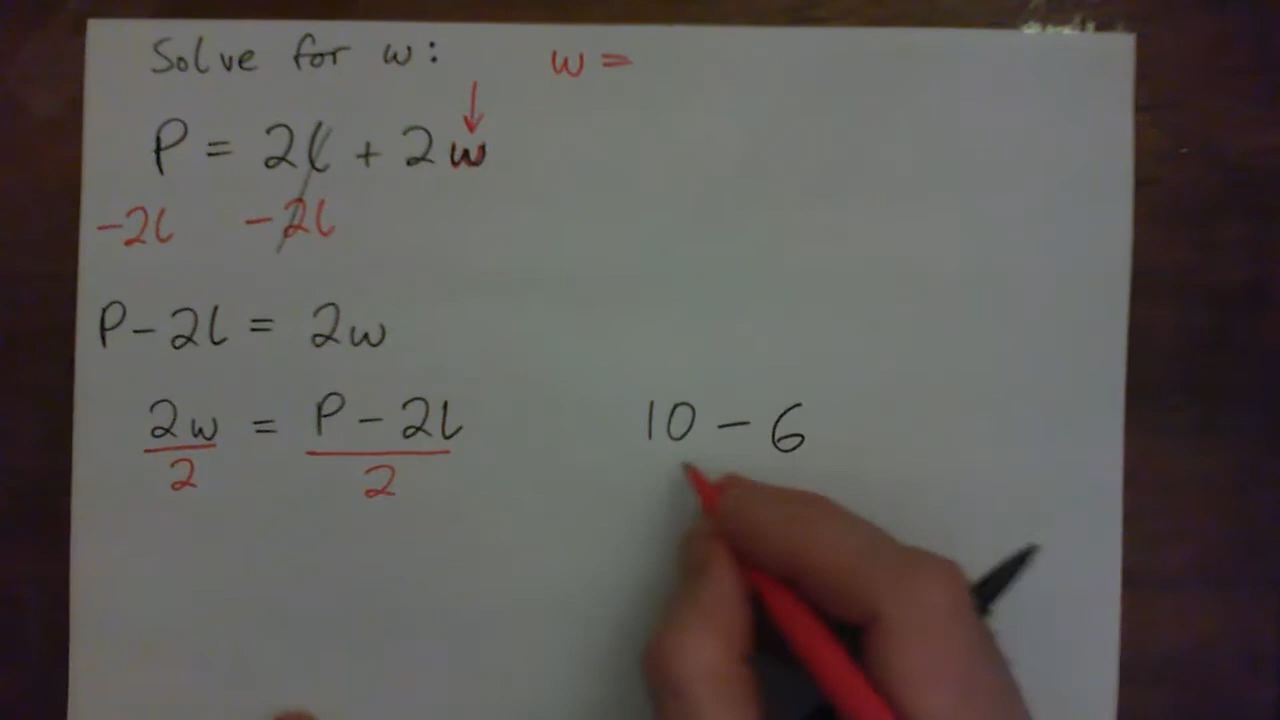 Solve for w: w =
P = 2l + 2w
-2l -2l
P - 2l = 2w
2w = P - 2l 10 - 6
2 2